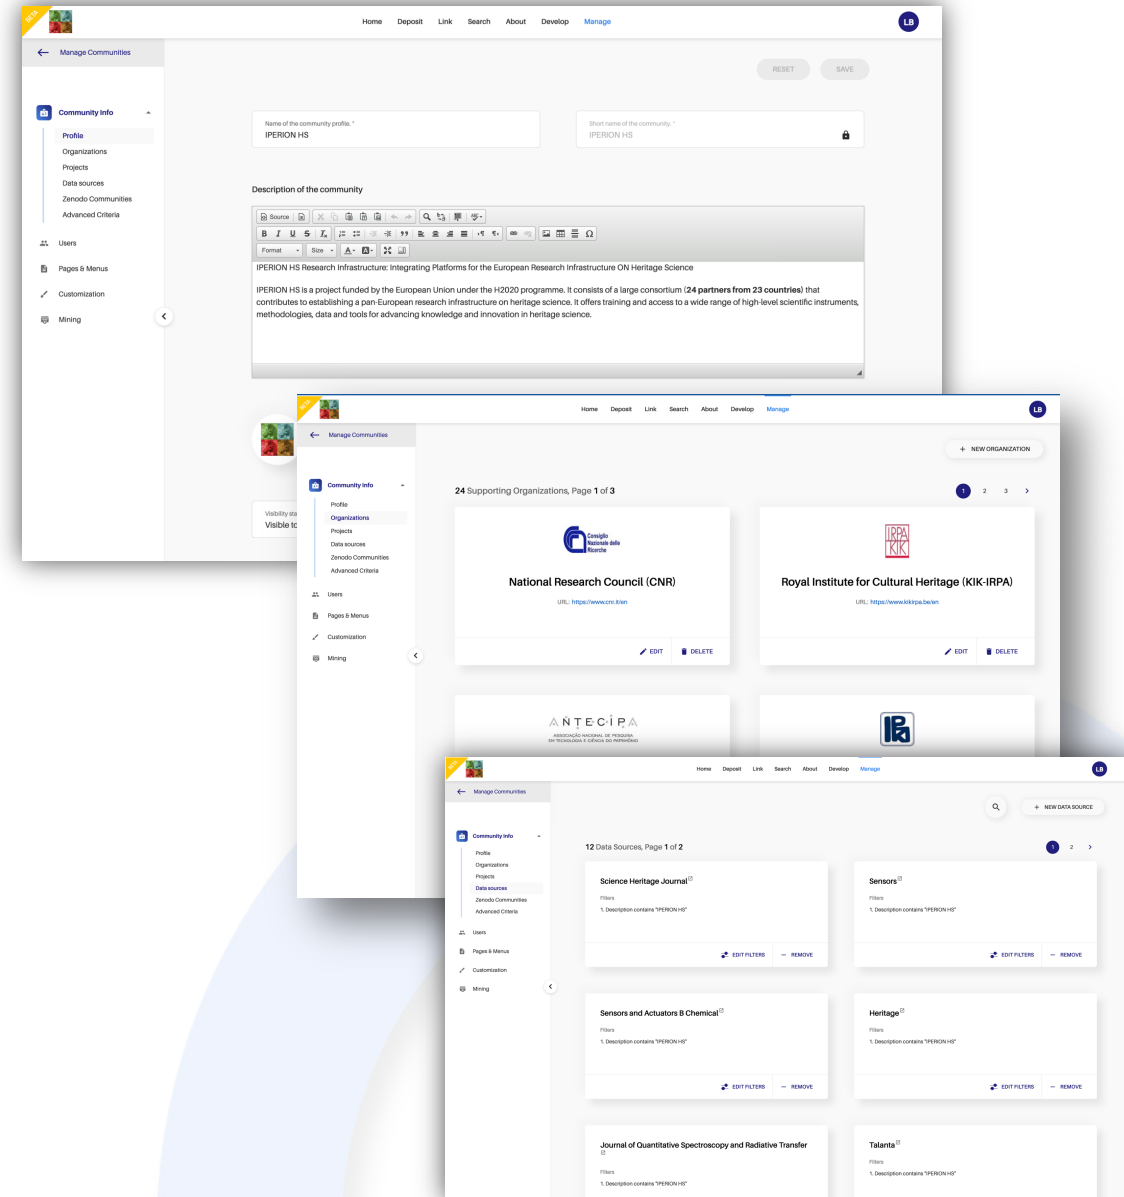 BETA
Home Deposit Link Search About Develop Manage
LB
Manage Communities
RESET SAVE
Community Info
Profile
Organizations
Projects
Data sources
Zenodo Communities
Advanced Criteria
Users
Pages & Menus
Customization
Mining
Name of the community profile. *
IPERION HS
Short name of the community. *
IPERION HS
Description of the community
Source
Format Size
IPERION HS Research Infrastructure: Integrating Platforms for the European Research Infrastructure ON Heritage Science
IPERION HS is a project funded by the European Union under the H2020 programme. It consists of a large consortium (24 partners from 23 countries) that
contributes to establishing a pan-European research infrastructure on heritage science. It offers training and access to a wide range of high-level scientific instruments,
methodologies, data and tools for advancing knowledge and innovation in heritage science.
Visibility sta
Visible to
BETA
Home Deposit Link Search About Develop Manage
LB
Manage Communities
+ NEW ORGANIZATION
Community Info
Profile
Organizations
Projects
Data sources
Zenodo Communities
Advanced Criteria
Users
Pages & Menus
Customization
Mining
24 Supporting Organizations, Page 1 of 3
1 2 3
Consiglio
Nazionale delle
Ricerche
National Research Council (CNR)
URL: https://www.cnr.it/en
EDIT DELETE
IRPA
KIK
Royal Institute for Cultural Heritage (KIK-IRPA)
URL: https://www.kikirpa.be/en
EDIT DELETE
ANTECIPA
ASSOCIAÇÃO NACIONAL DE PESQUISA
EM TECNOLOGIA E CIÊNCIA DO PATRIMÓNIO
BETA
Home Deposit Link Search About Develop Manage
LB
Manage Communities
+ NEW DATA SOURCE
Community Info
Profile
Organizations
Projects
Data sources
Zenodo Communities
Advanced Criteria
Users
Pages & Menus
Customization
Mining
12 Data Sources, Page 1 of 2
1 2
Science Heritage Journal
Filters
1. Description contains "IPERION HS"
EDIT FILTERS REMOVE
Sensors
Filters
1. Description contains "IPERION HS"
EDIT FILTERS REMOVE
Sensors and Actuators B Chemical
Filters
1. Description contains "IPERION HS"
EDIT FILTERS REMOVE
Heritage
Filters
1. Description contains "IPERION HS"
EDIT FILTERS REMOVE
Journal of Quantitative Spectroscopy and Radiative Transfer
Filters
1. Description contains "IPERION HS"
Talanta
Filters
1. Description contains "IPERION HS"